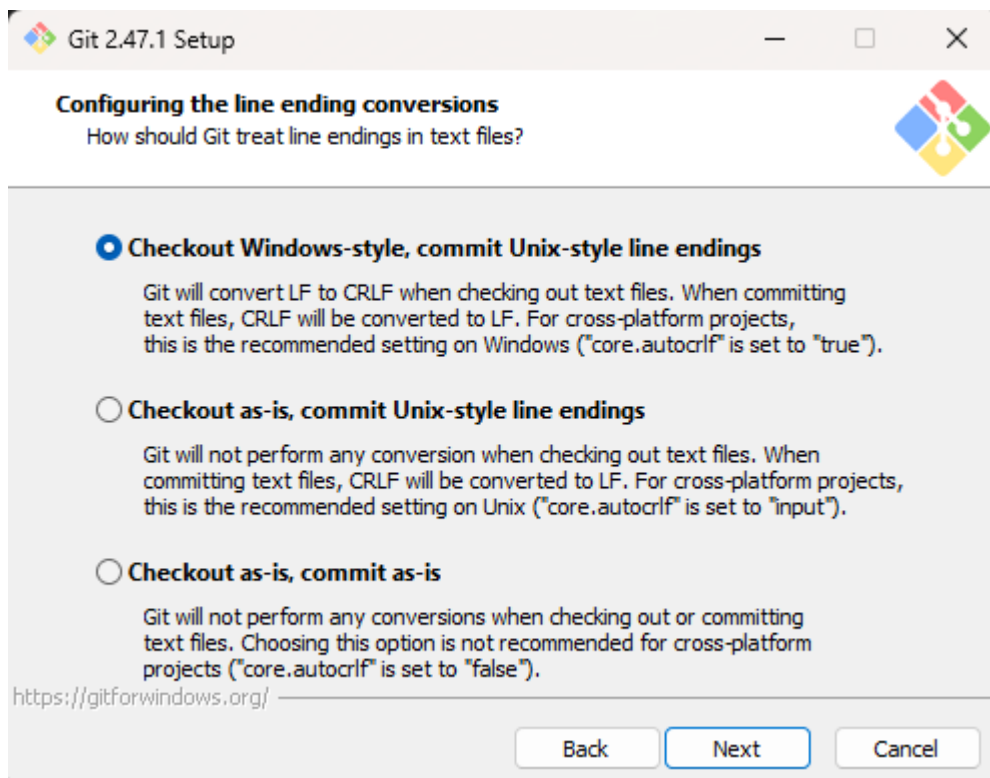 Git 2.47.1 Setup
Configuring the line ending conversions
How should Git treat line endings in text files?
Checkout Windows-style, commit Unix-style line endings
Git will convert LF to CRLF when checking out text files. When committing
text files, CRLF will be converted to LF. For cross-platform projects,
this is the recommended setting on Windows ("core.autocrlf" is set to "true").
Checkout as-is, commit Unix-style line endings
Git will not perform any conversion when checking out text files. When
committing text files, CRLF will be converted to LF. For cross-platform projects,
this is the recommended setting on Unix ("core.autocrlf" is set to "input").
Checkout as-is, commit as-is
Git will not perform any conversions when checking out or committing
text files. Choosing this option is not recommended for cross-platform
projects ("core.autocrlf" is set to "false").
https://gitforwindows.org/
Back Next Cancel